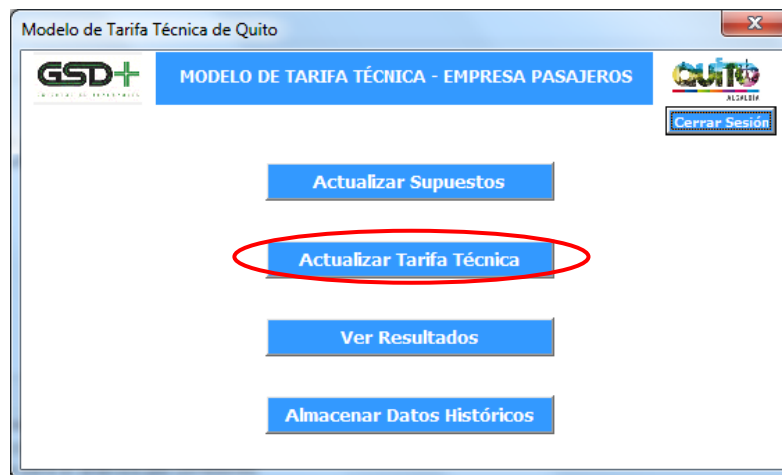 Modelo de Tarifa Técnica de Quito
GSD+
MODELO DE TARIFA TÉCNICA - EMPRESA PASAJEROS
QUITO
ALCALDÍA
Cerrar Sesión
Actualizar Supuestos
Actualizar Tarifa Técnica
Ver Resultados
Almacenar Datos Históricos